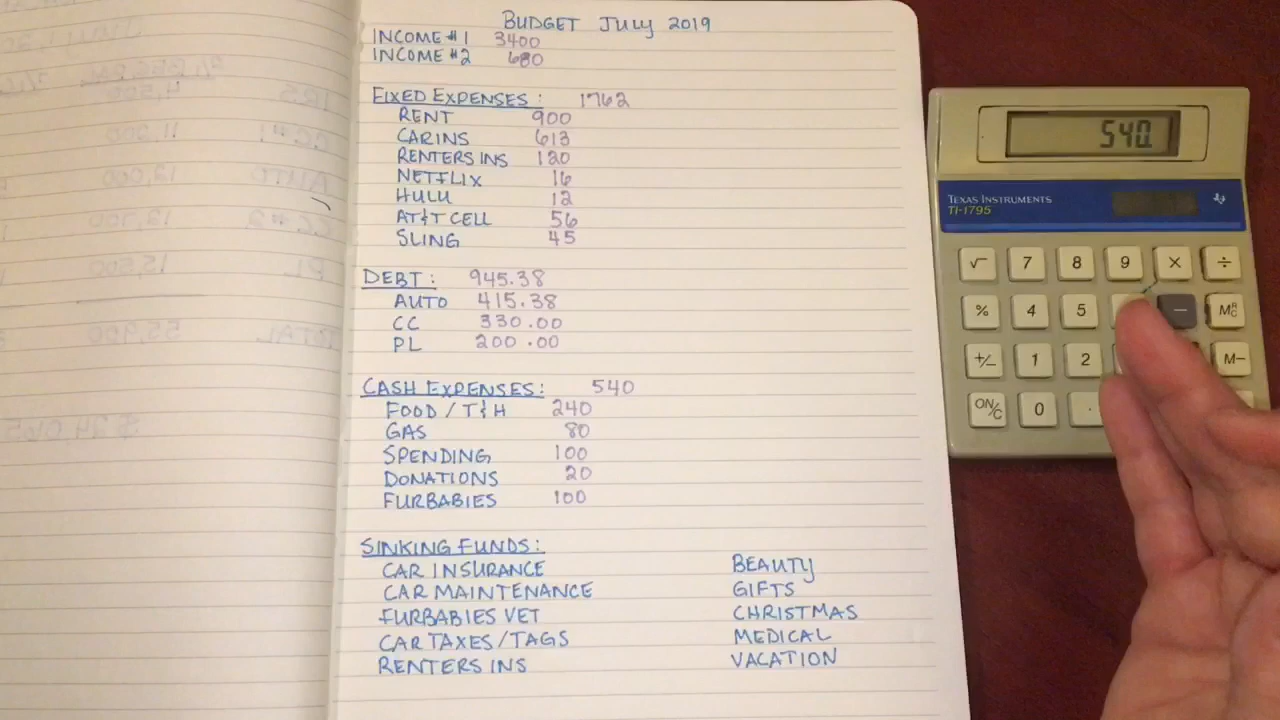 BUDGET JULY 2019
INCOME #1 3400
INCOME #2 680
FIXED EXPENSES: 1762
RENT 900
CAR INS 613
RENTERS INS 120
NETFLIX 16
HULU 12
AT&T CELL 56
SLING 45
DEBT: 945.38
AUTO 415.38
CC 330.00
PL 200.00
CASH EXPENSES: 540
FOOD / T&H 240
GAS 80
SPENDING 100
DONATIONS 20
FURBABIES 100
SINKING FUNDS:
CAR INSURANCE
CAR MAINTENANCE
FURBABIES VET
CAR TAXES/TAGS
RENTERS INS
BEAUTY
GIFTS
CHRISTMAS
MEDICAL
VACATION
540.
TEXAS INSTRUMENTS
TI-1795
√ 7 8 9 × ÷
% 4 5 − MRC
+/− 1 2 M−
ON/C 0 .